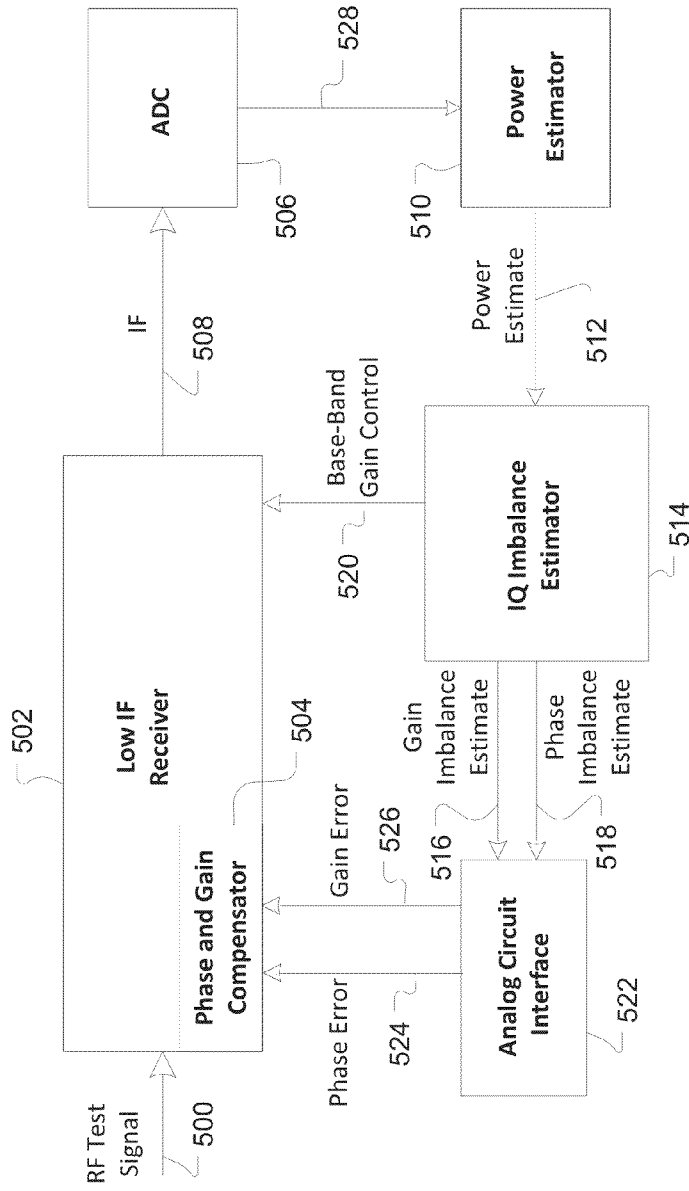 RF Test
Signal
500
502
Low IF
Receiver
504
Phase and Gain
Compensator
IF
508
ADC
506
528
510
Power
Estimator
Power
Estimate
512
Base-Band
Gain Control
520
IQ Imbalance
Estimator
514
Gain
Imbalance
Estimate
516
Phase
Imbalance
Estimate
518
Gain Error
526
Phase Error
524
Analog Circuit
Interface
522